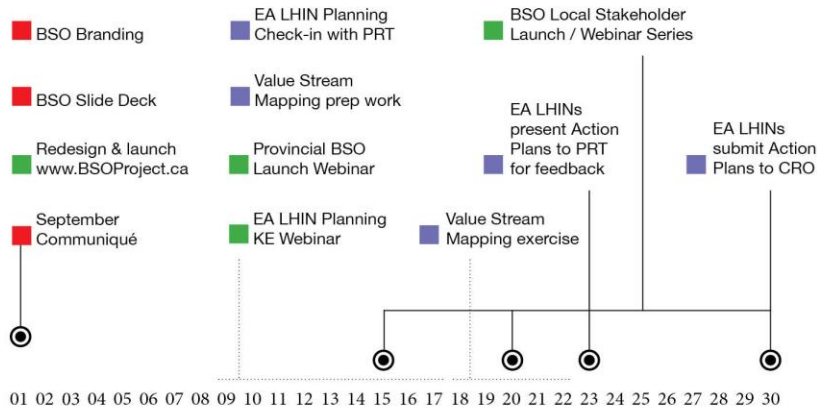 BSO Branding
BSO Slide Deck
Redesign & launch
www.BSOProject.ca
September
Communiqué
EA LHIN Planning
Check-in with PRT
Value Stream
Mapping prep work
Provincial BSO
Launch Webinar
EA LHIN Planning
KE Webinar
Value Stream
Mapping exercise
BSO Local Stakeholder
Launch / Webinar Series
EA LHINs
present Action
Plans to PRT
for feedback
EA LHINs
submit Action
Plans to CRO
01 02 03 04 05 06 07 08 09 10 11 12 13 14 15 16 17 18 19 20 21 22 23 24 25 26 27 28 29 30